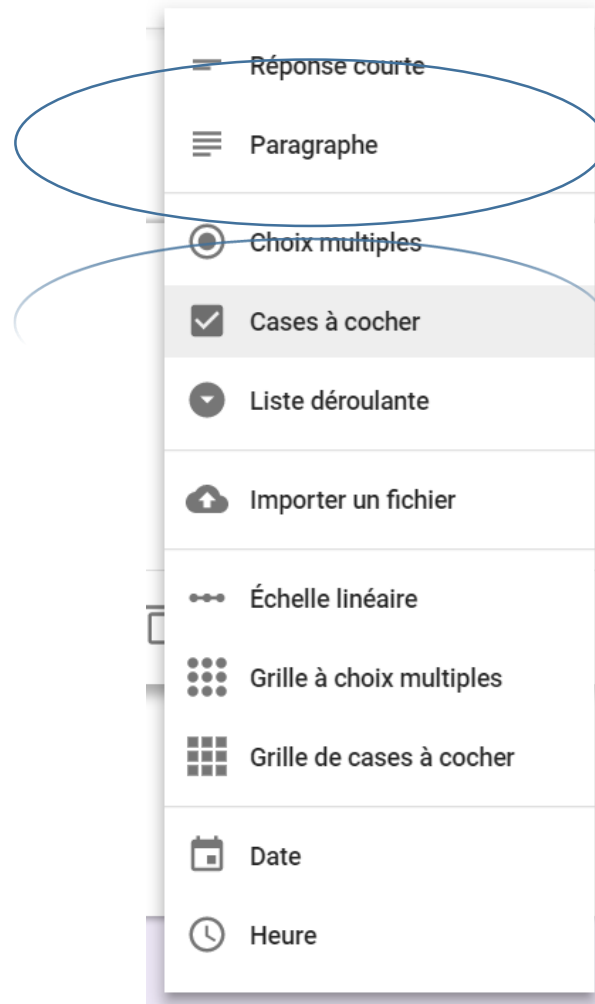 Réponse courte
Paragraphe
Choix multiples
Cases à cocher
Liste déroulante
Importer un fichier
Échelle linéaire
Grille à choix multiples
Grille de cases à cocher
Date
Heure